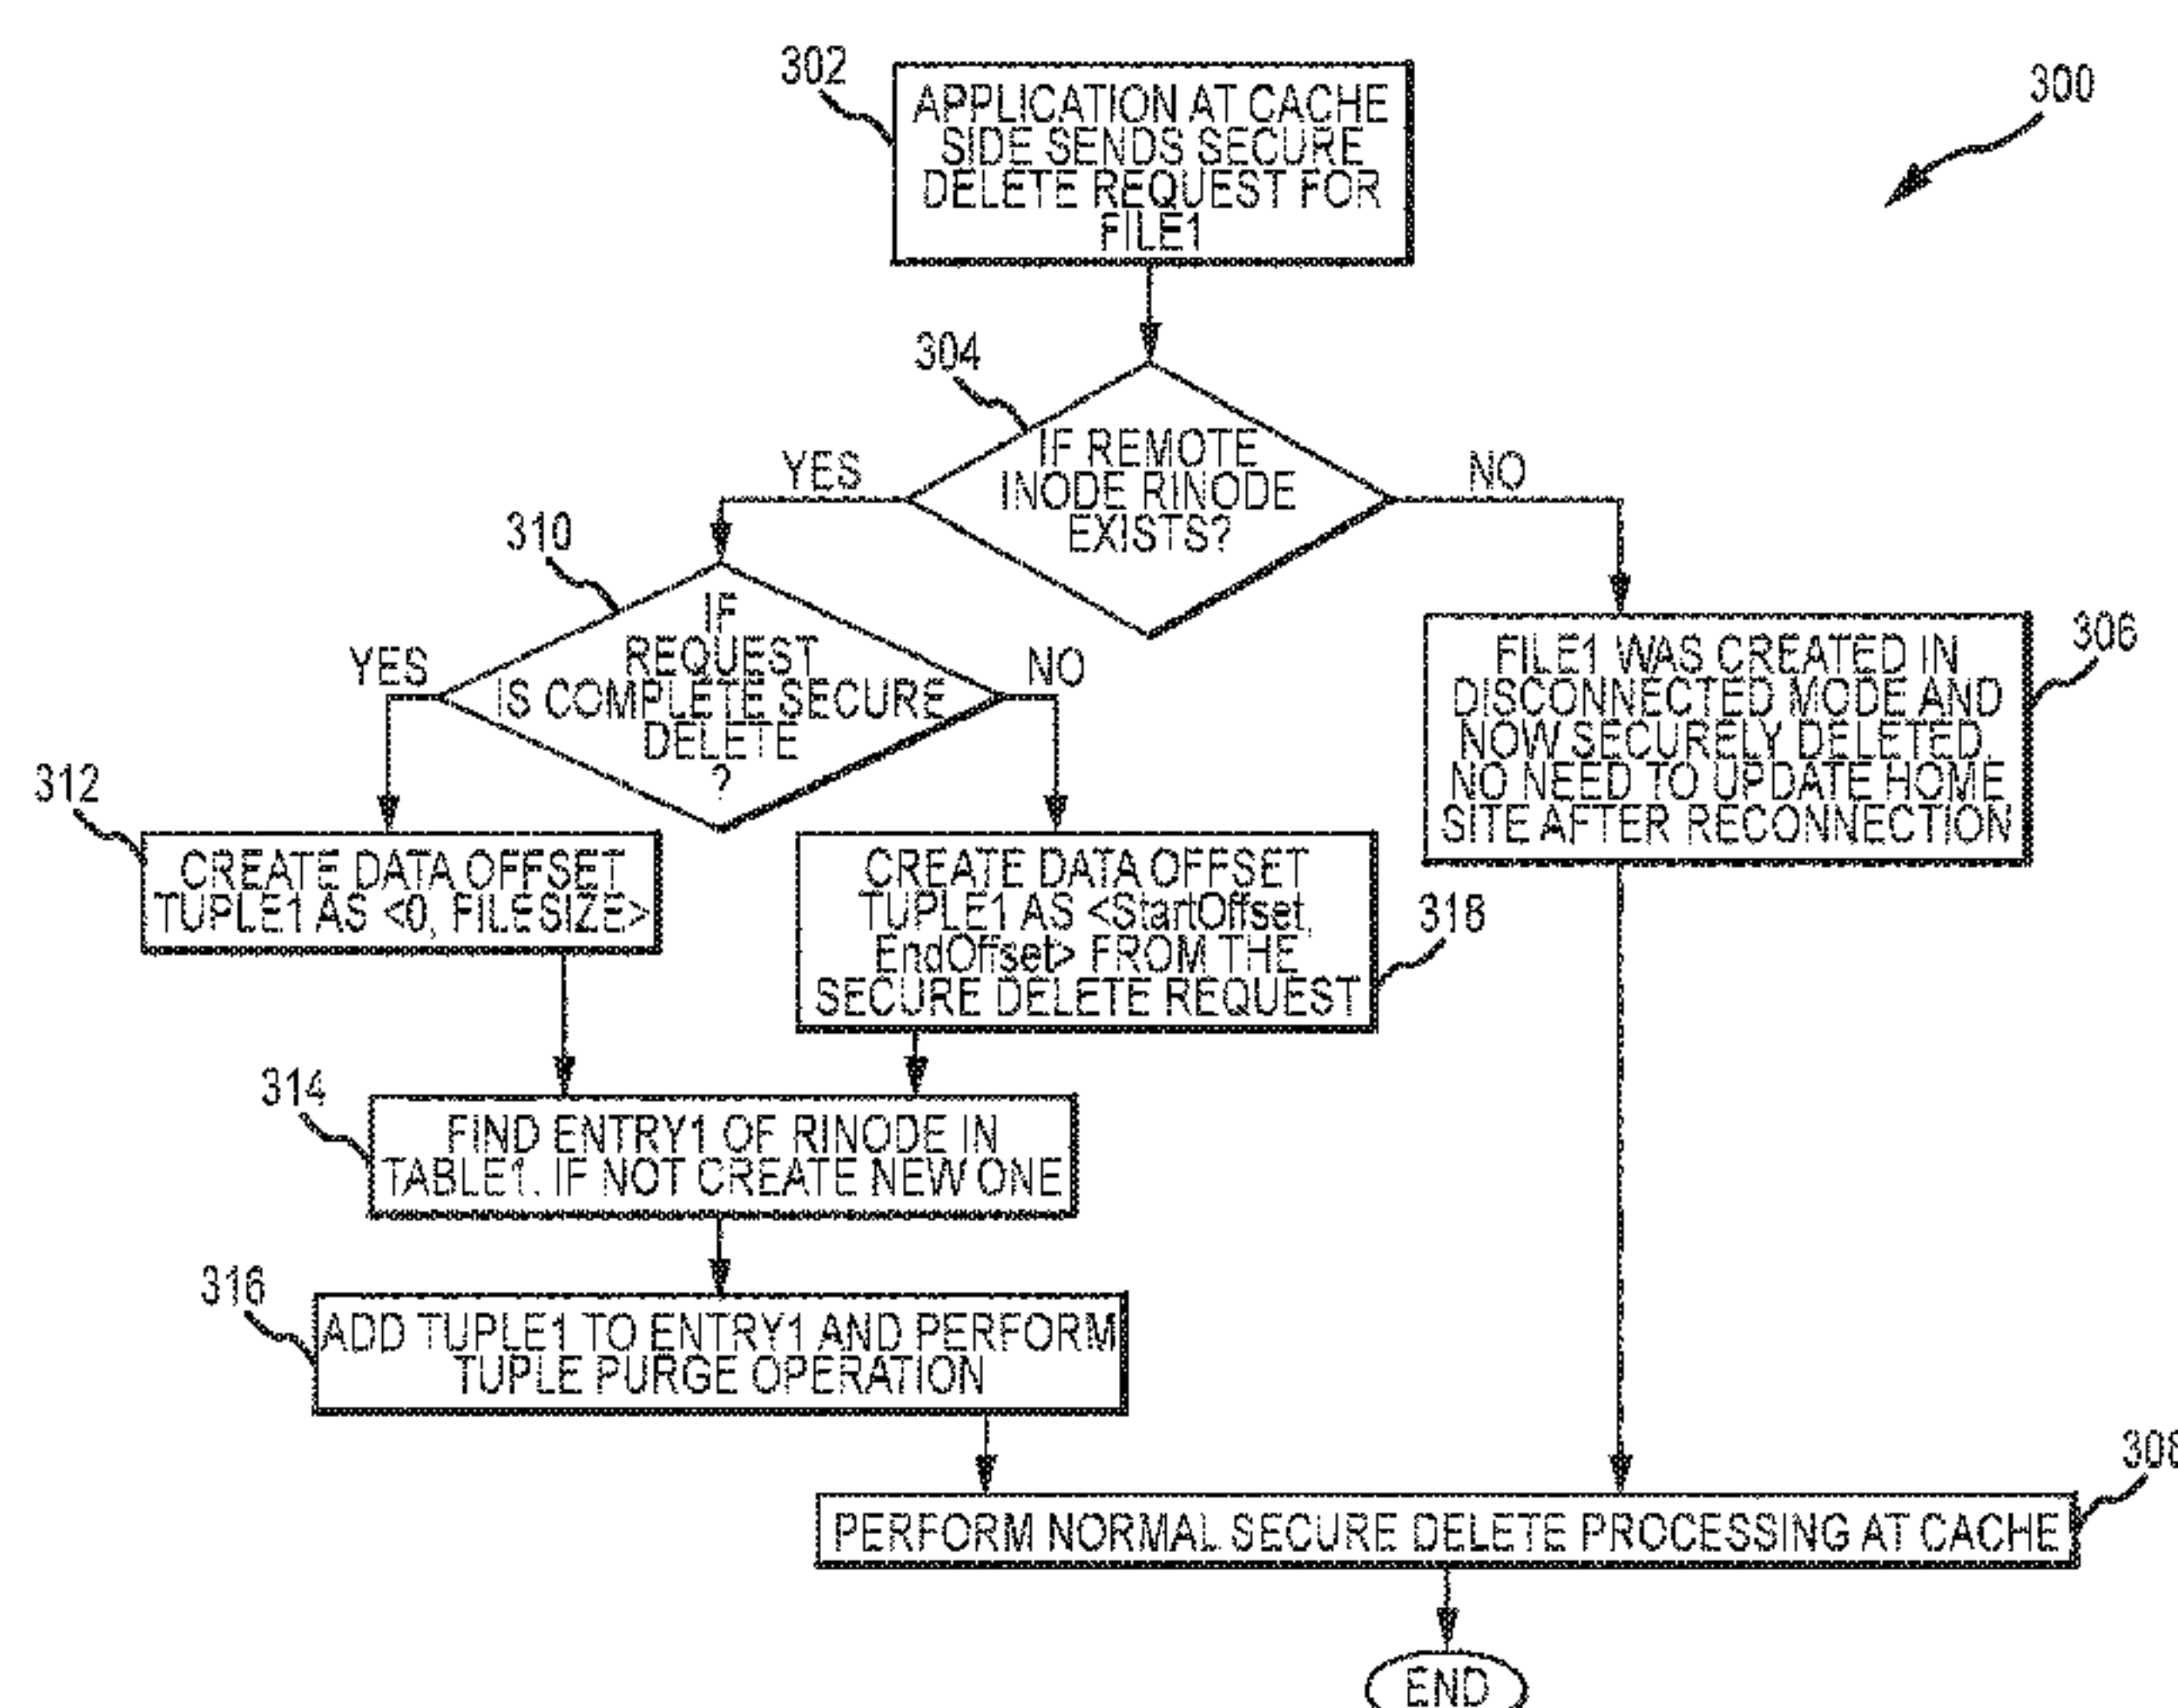 302
300
APPLICATION AT CACHE
SIDE SENDS SECURE
DELETE REQUEST FOR
FILE1
304
IF REMOTE
INODE RINODE
EXISTS?
YES
NO
310
IF
REQUEST
IS COMPLETE SECURE
DELETE
?
YES
NO
306
FILE1 WAS CREATED IN
DISCONNECTED MODE AND
NOW SECURELY DELETED.
NO NEED TO UPDATE HOME
SITE AFTER RECONNECTION
312
CREATE DATA OFFSET
TUPLE1 AS <0, FILESIZE>
CREATE DATA OFFSET
TUPLE1 AS <StartOffset,
EndOffset> FROM THE
SECURE DELETE REQUEST
318
314
FIND ENTRY1 OF RINODE IN
TABLE1. IF NOT CREATE NEW ONE
316
ADD TUPLE1 TO ENTRY1 AND PERFORM
TUPLE PURGE OPERATION
308
PERFORM NORMAL SECURE DELETE PROCESSING AT CACHE
END